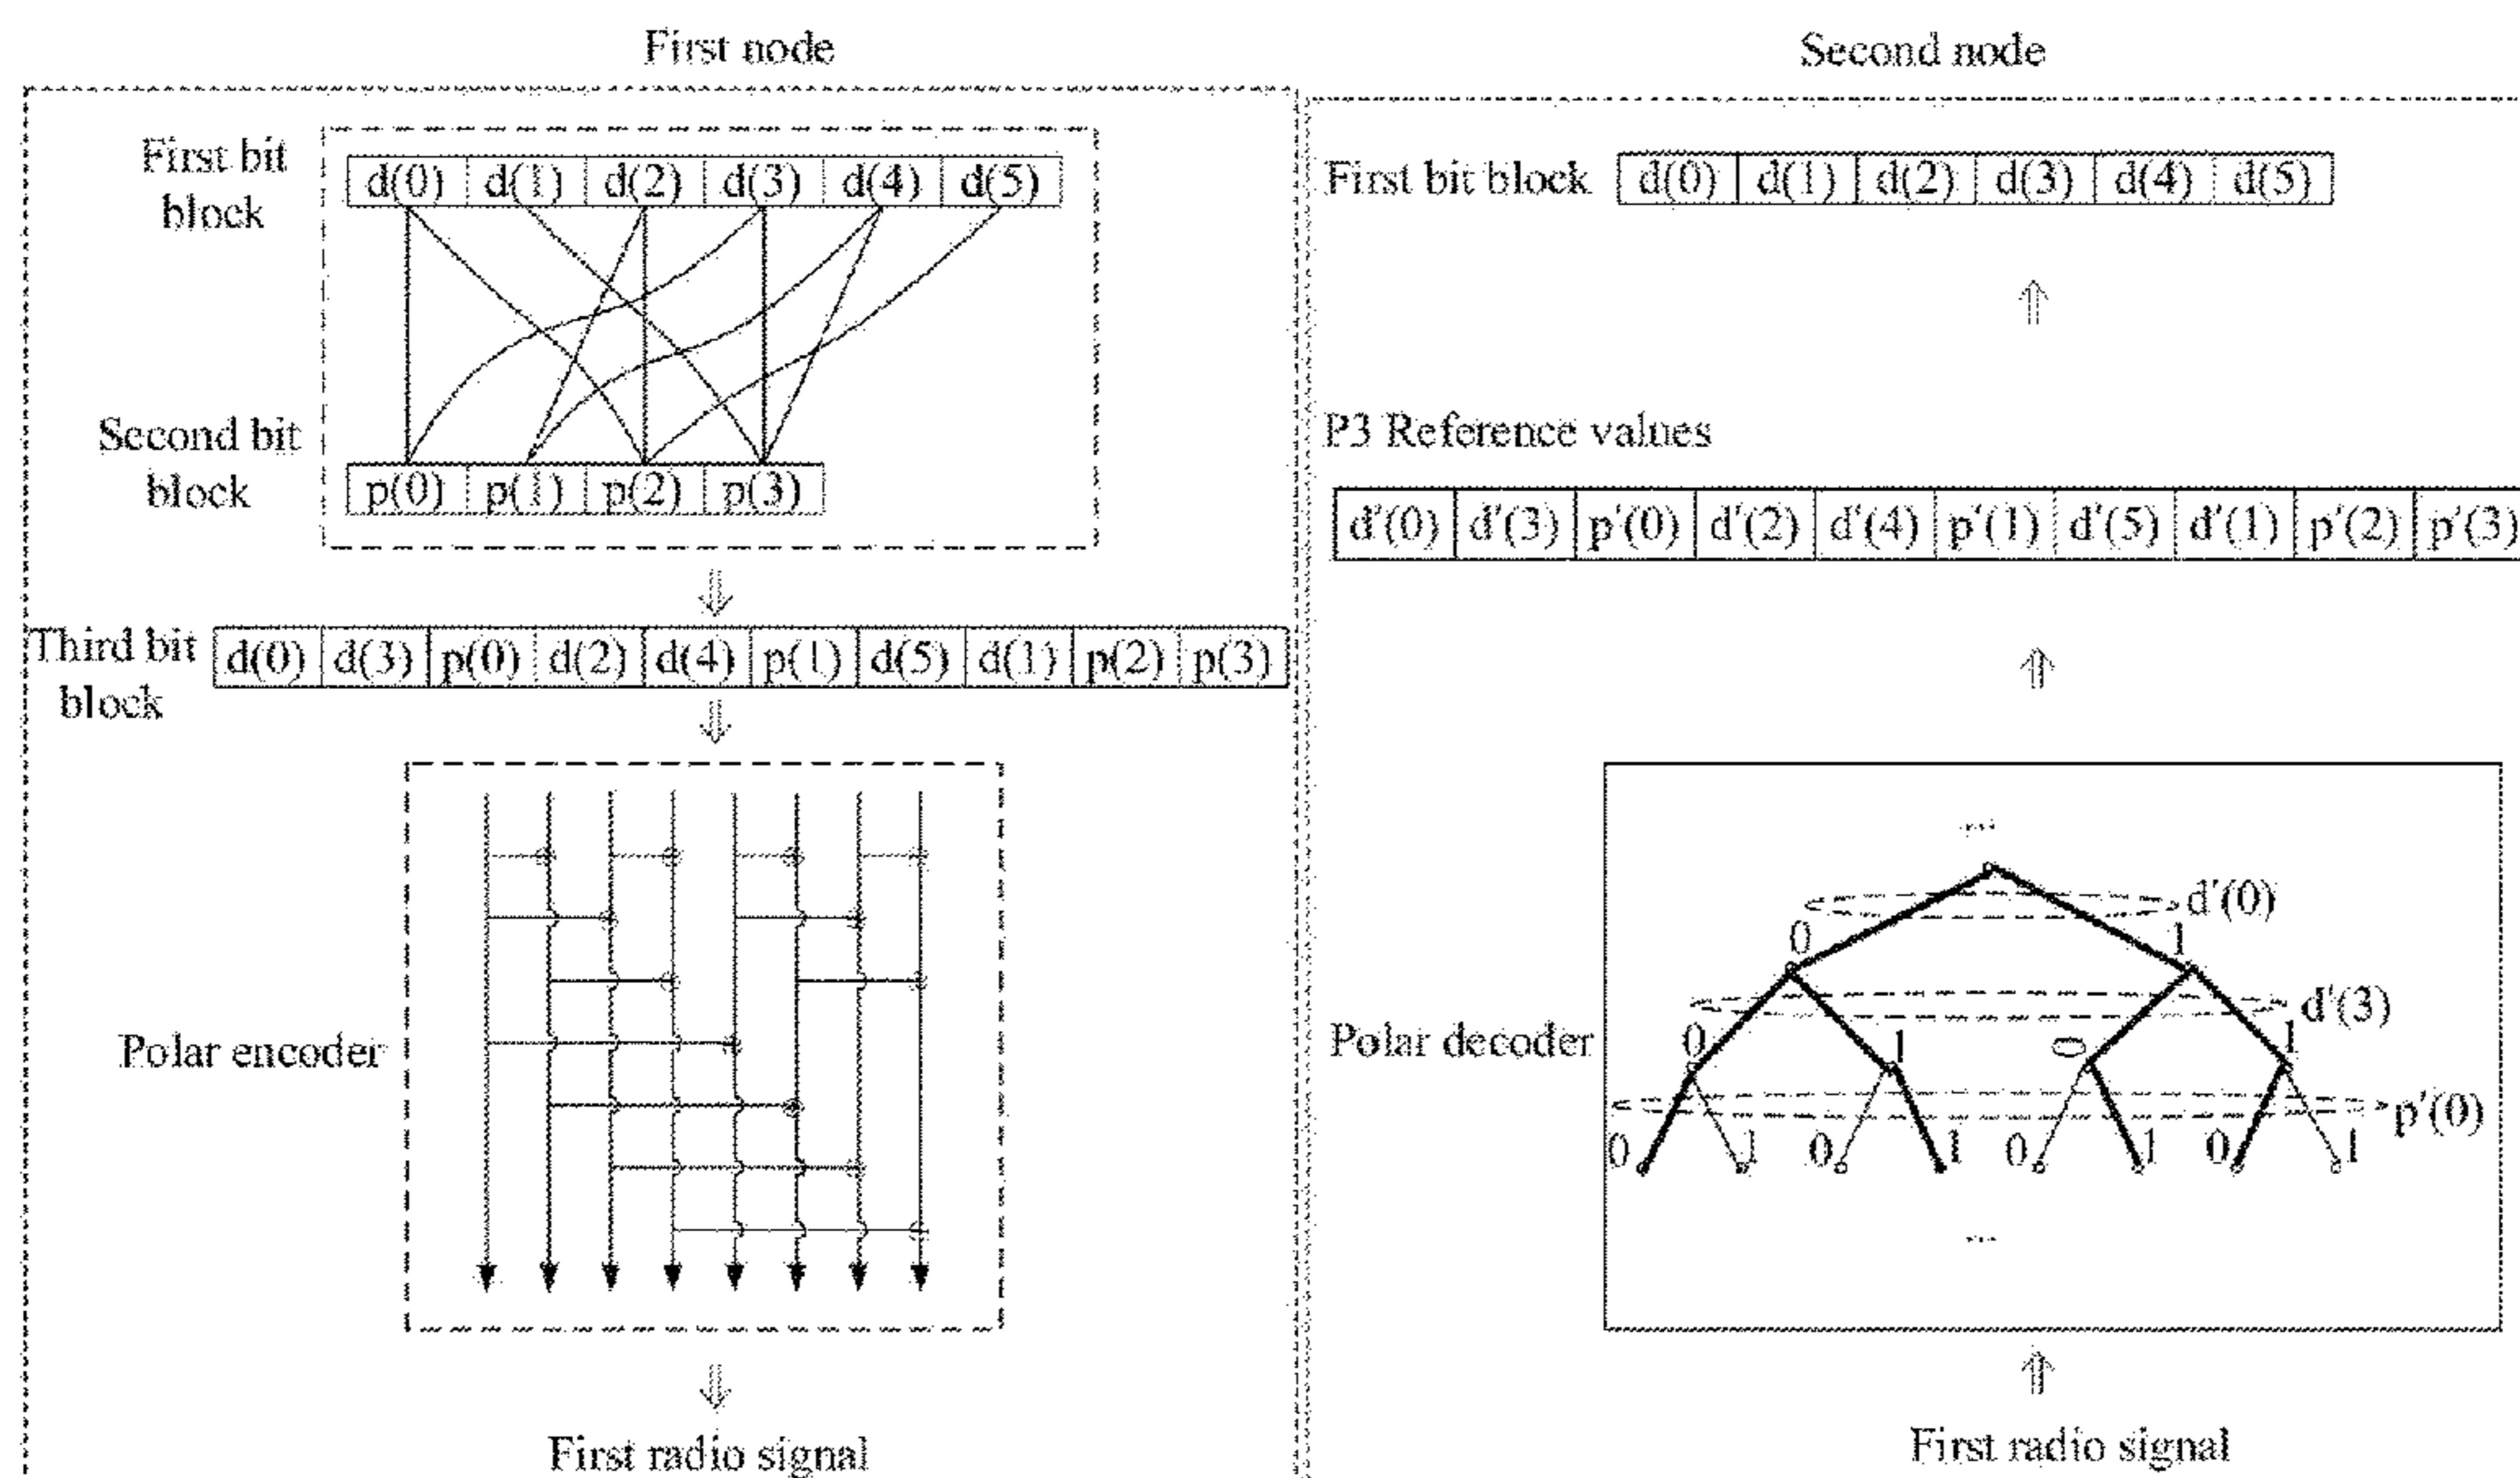 First node
First bit
block
d(0) d(1) d(2) d(3) d(4) d(5)
Second bit
block
p(0) p(1) p(2) p(3)
Third bit
block
d(0) d(3) p(0) d(2) d(4) p(1) d(5) d(1) p(2) p(3)
Polar encoder
First radio signal
Second node
First bit block
d(0) d(1) d(2) d(3) d(4) d(5)
P3 Reference values
d'(0) d'(3) p'(0) d'(2) d'(4) p'(1) d'(5) d'(1) p'(2) p'(3)
Polar decoder
...
d'(0)
0 1
d'(3)
0 1 0 1
p'(0)
0 1 0 1 0 1 0 1
...
First radio signal